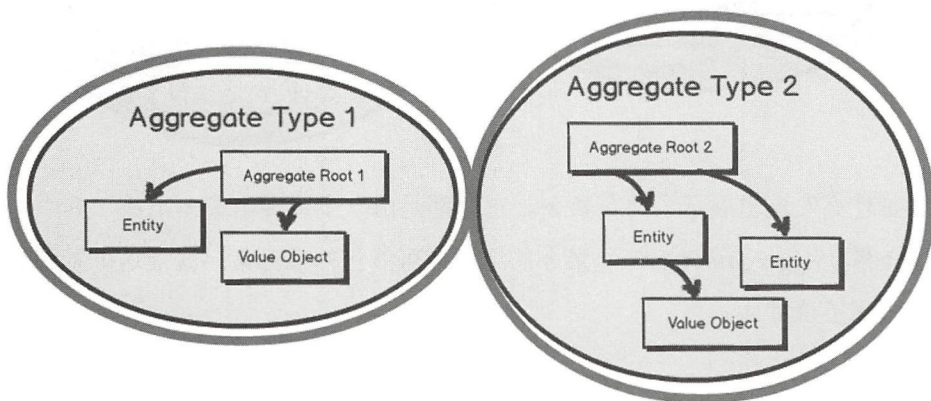 Aggregate Type 1
Aggregate Root 1
Entity
Value Object
Aggregate Type 2
Aggregate Root 2
Entity
Entity
Value Object